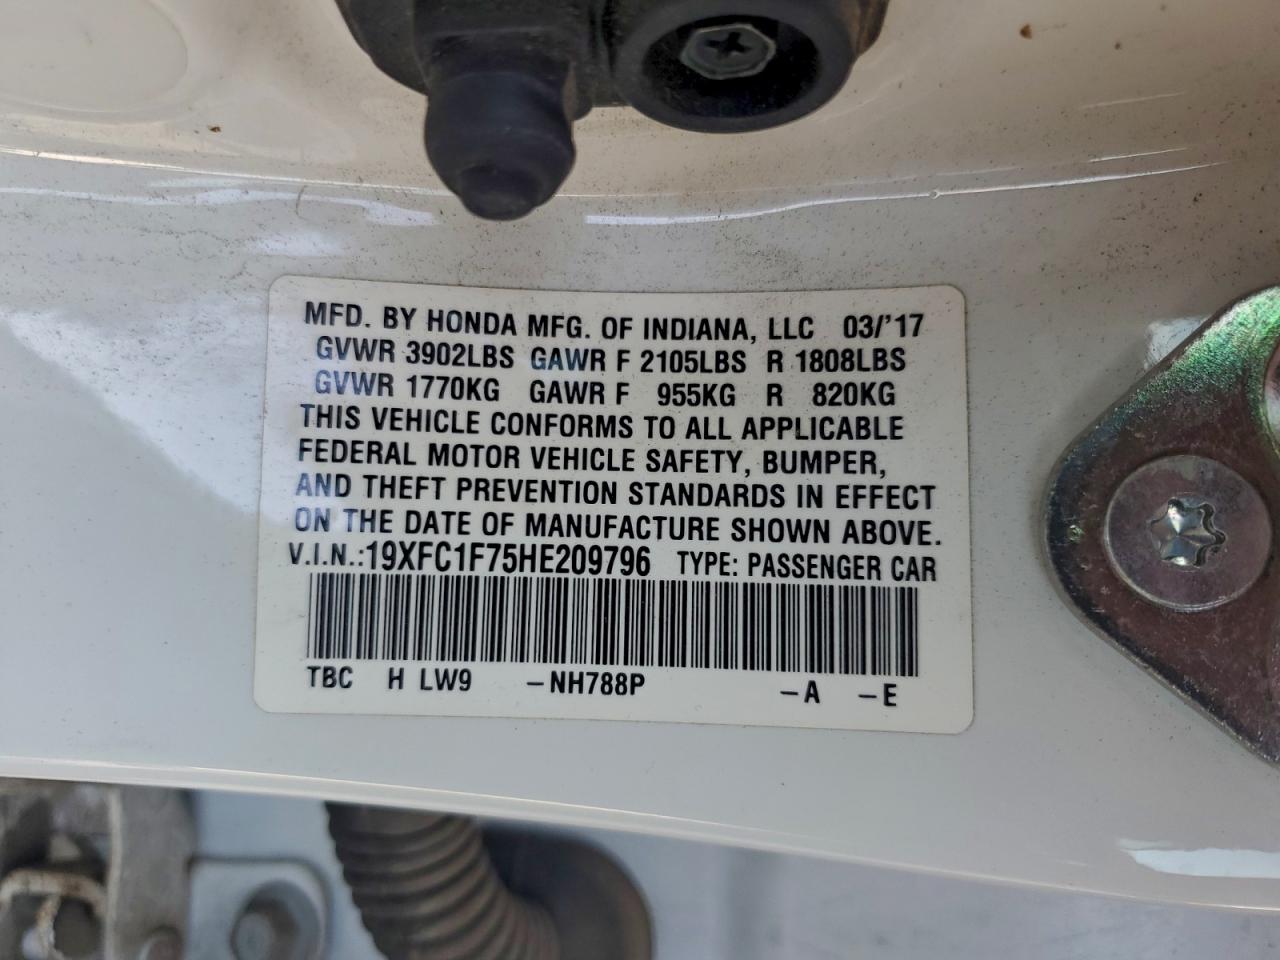 MFD. BY HONDA MFG. OF INDIANA, LLC 03/'17
GVWR 3902LBS GAWR F 2105LBS R 1808LBS
GVWR 1770KG GAWR F 955KG R 820KG
THIS VEHICLE CONFORMS TO ALL APPLICABLE
FEDERAL MOTOR VEHICLE SAFETY, BUMPER,
AND THEFT PREVENTION STANDARDS IN EFFECT
ON THE DATE OF MANUFACTURE SHOWN ABOVE.
V.I.N.:19XFC1F75HE209796 TYPE: PASSENGER CAR
TBC H LW9 -NH788P -A -E